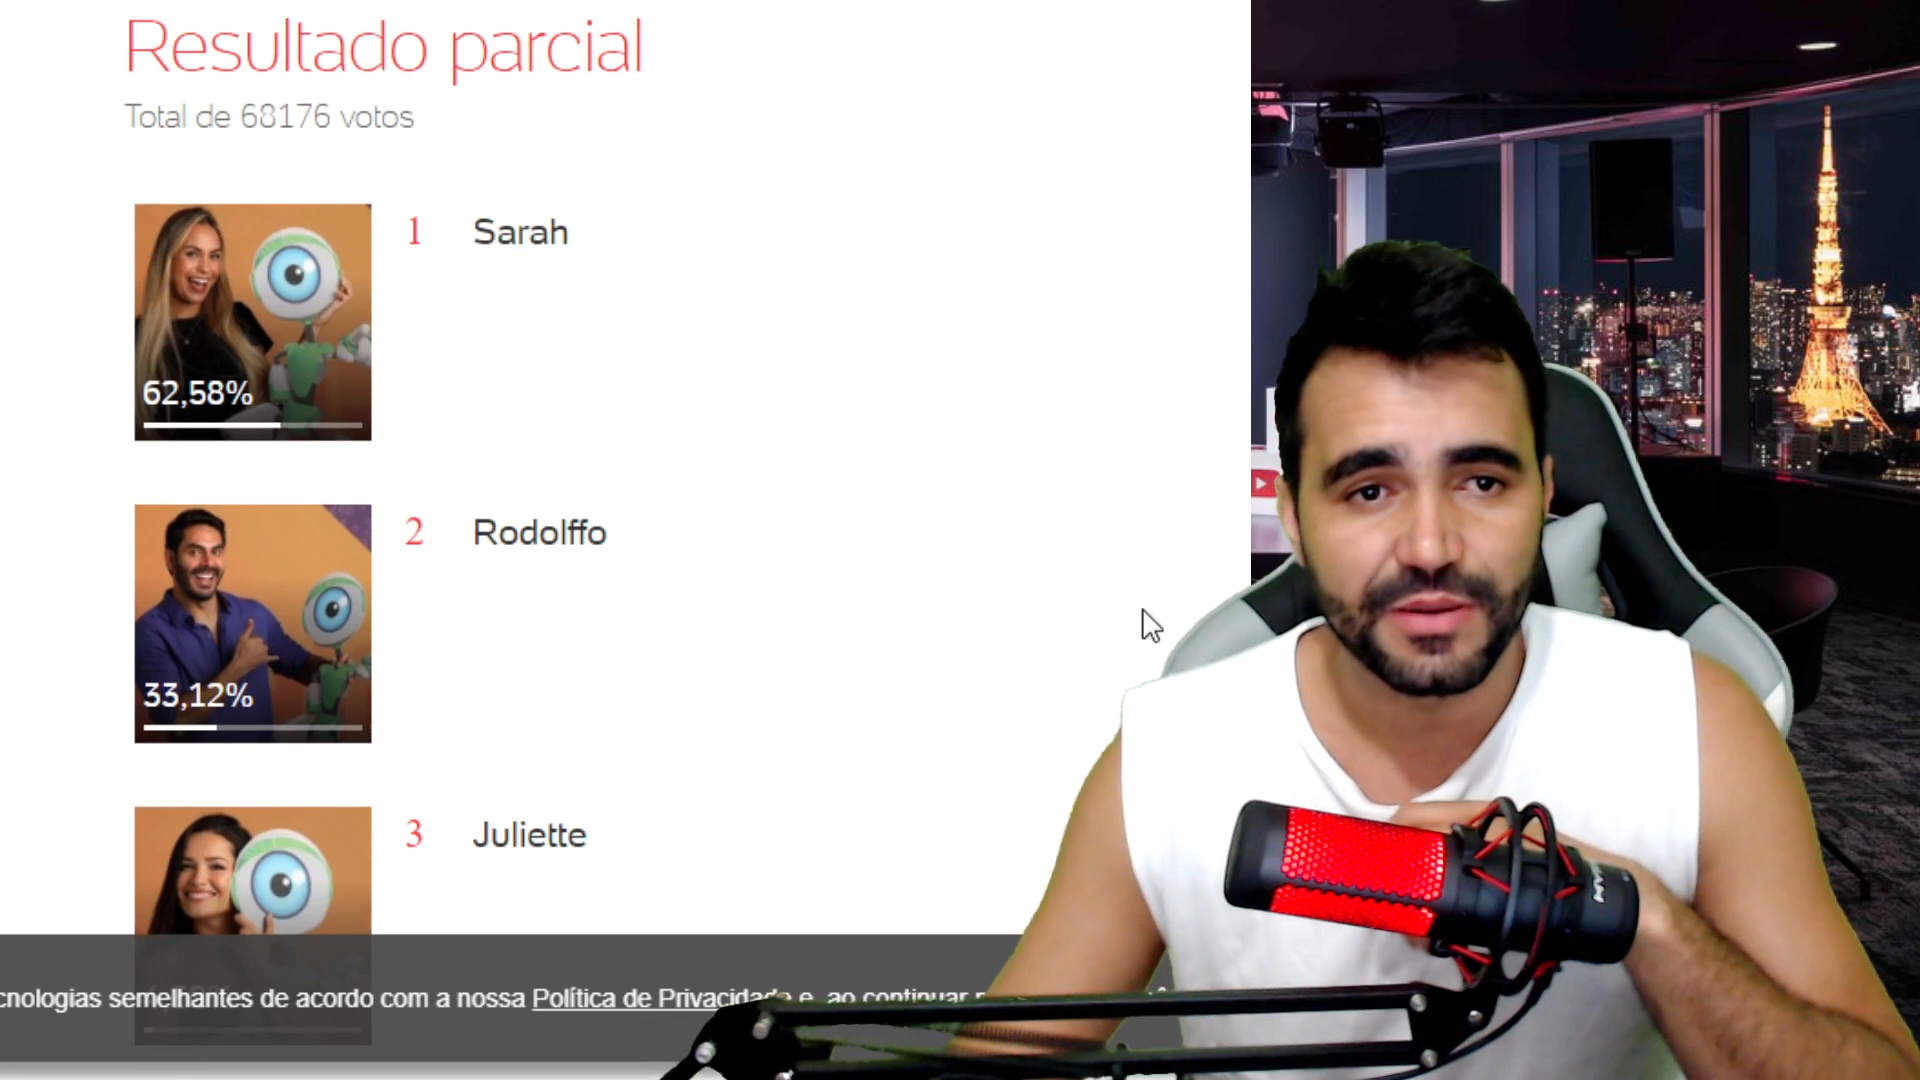 Resultado parcial
Total de 68176 votos
1 Sarah
62,58%
2 Rodolffo
33,12%
3 Juliette
cnologias semelhantes de acordo com a nossa Política de Privacidade e, ao continuar